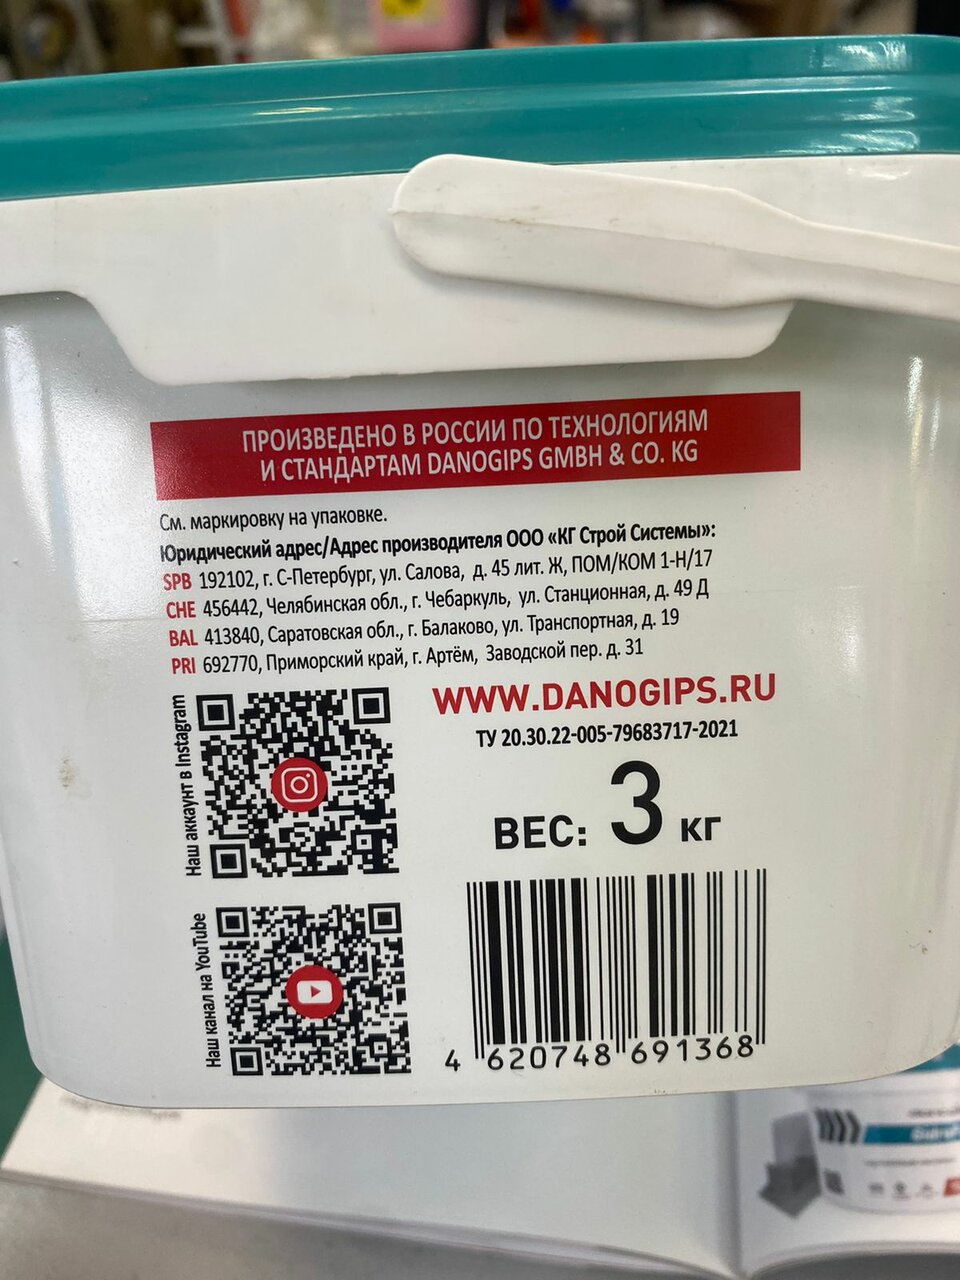 ПРОИЗВЕДЕНО В РОССИИ ПО ТЕХНОЛОГИЯМ
И СТАНДАРТАМ DANOGIPS GMBH & CO. KG
См. маркировку на упаковке.
Юридический адрес/Адрес производителя ООО «КГ Строй Системы»:
SPB 192102, г. С-Петербург, ул. Салова, д. 45 лит. Ж, ПОМ/КОМ 1-Н/17
CHE 456442, Челябинская обл., г. Чебаркуль, ул. Станционная, д. 49 Д
BAL 413840, Саратовская обл., г. Балаково, ул. Транспортная, д. 19
PRI 692770, Приморский край, г. Артём, Заводской пер. д. 31
Наш аккаунт в Instagram
WWW.DANOGIPS.RU
ТУ 20.30.22-005-79683717-2021
ВЕС: 3 кг
Наш канал на YouTube
4 620748 691368